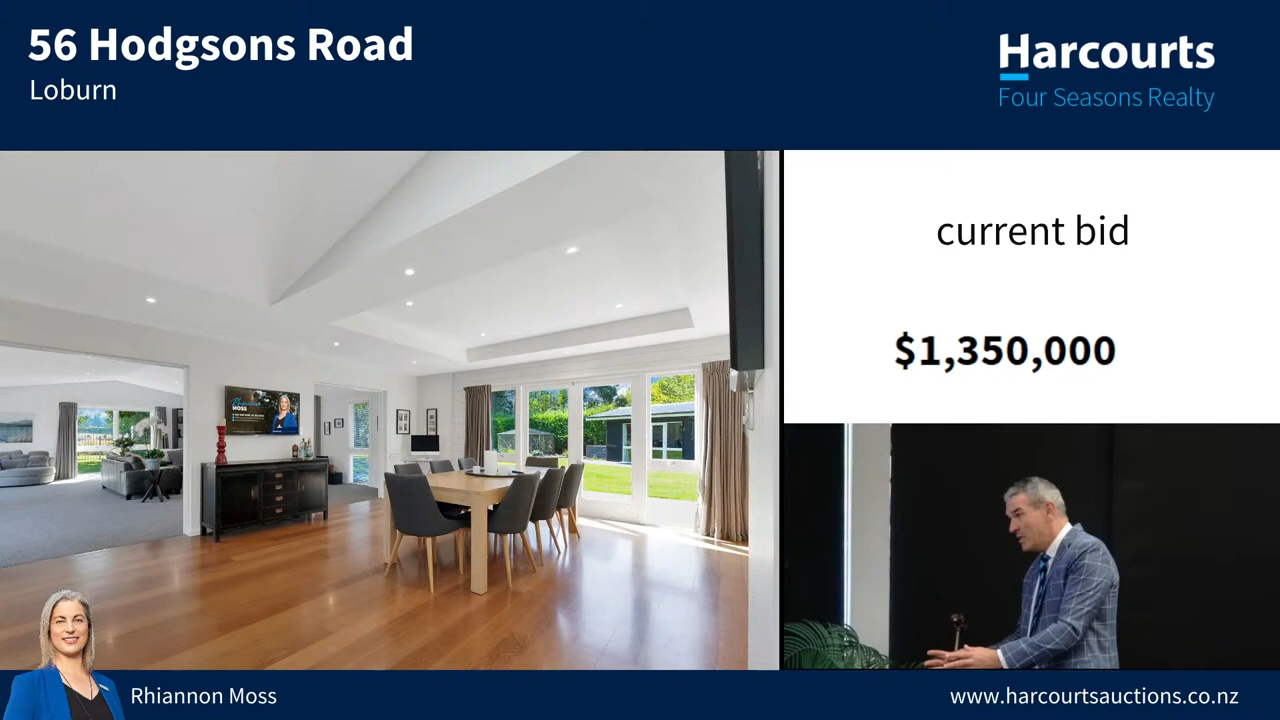 56 Hodgsons Road
Loburn
Harcourts
Four Seasons Realty
current bid
$1,350,000
MOSS
Rhiannon Moss
www.harcourtsauctions.co.nz